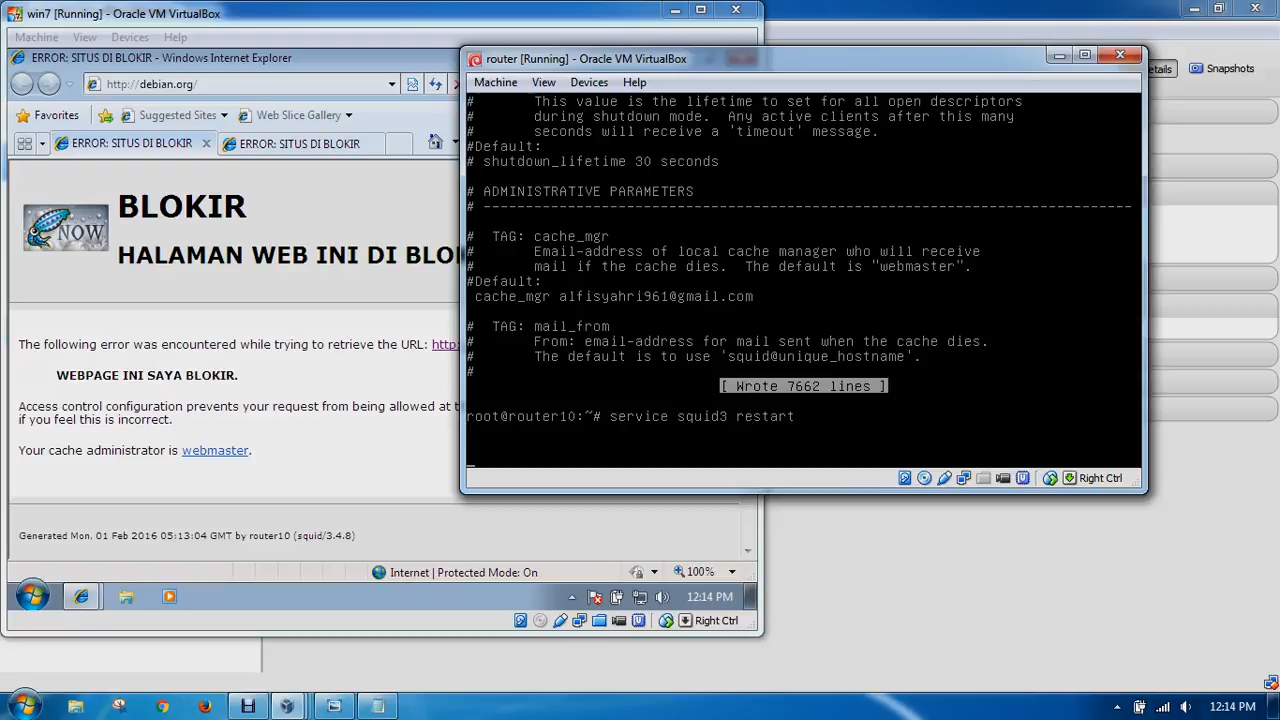 win7 [Running] - Oracle VM VirtualBox
Machine View Devices Help
ERROR: SITUS DI BLOKIR - Windows Internet Explorer
http://debian.org/
Favorites Suggested Sites Web Slice Gallery
ERROR: SITUS DI BLOKIR ERROR: SITUS DI BLOKIR
NOW
BLOKIR
HALAMAN WEB INI DI BLO
The following error was encountered while trying to retrieve the URL: http:
WEBPAGE INI SAYA BLOKIR.
Access control configuration prevents your request from being allowed at t
if you feel this is incorrect.
Your cache administrator is webmaster.
Generated Mon, 01 Feb 2016 05:13:04 GMT by router10 (squid/3.4.8)
Internet | Protected Mode: On 100%
12:14 PM
Right Ctrl
router [Running] - Oracle VM VirtualBox
Machine View Devices Help
# This value is the lifetime to set for all open descriptors
# during shutdown mode. Any active clients after this many
# seconds will receive a 'timeout' message.
#Default:
# shutdown_lifetime 30 seconds
# ADMINISTRATIVE PARAMETERS
# -----------------------------------------------------------------------------
# TAG: cache_mgr
# Email-address of local cache manager who will receive
# mail if the cache dies. The default is "webmaster".
#Default:
cache_mgr alfisyahri961@gmail.com
# TAG: mail_from
# From: email-address for mail sent when the cache dies.
# The default is to use 'squid@unique_hostname'.
#
[ Wrote 7662 lines ]
root@router10:~# service squid3 restart
Right Ctrl
etails Snapshots
12:14 PM